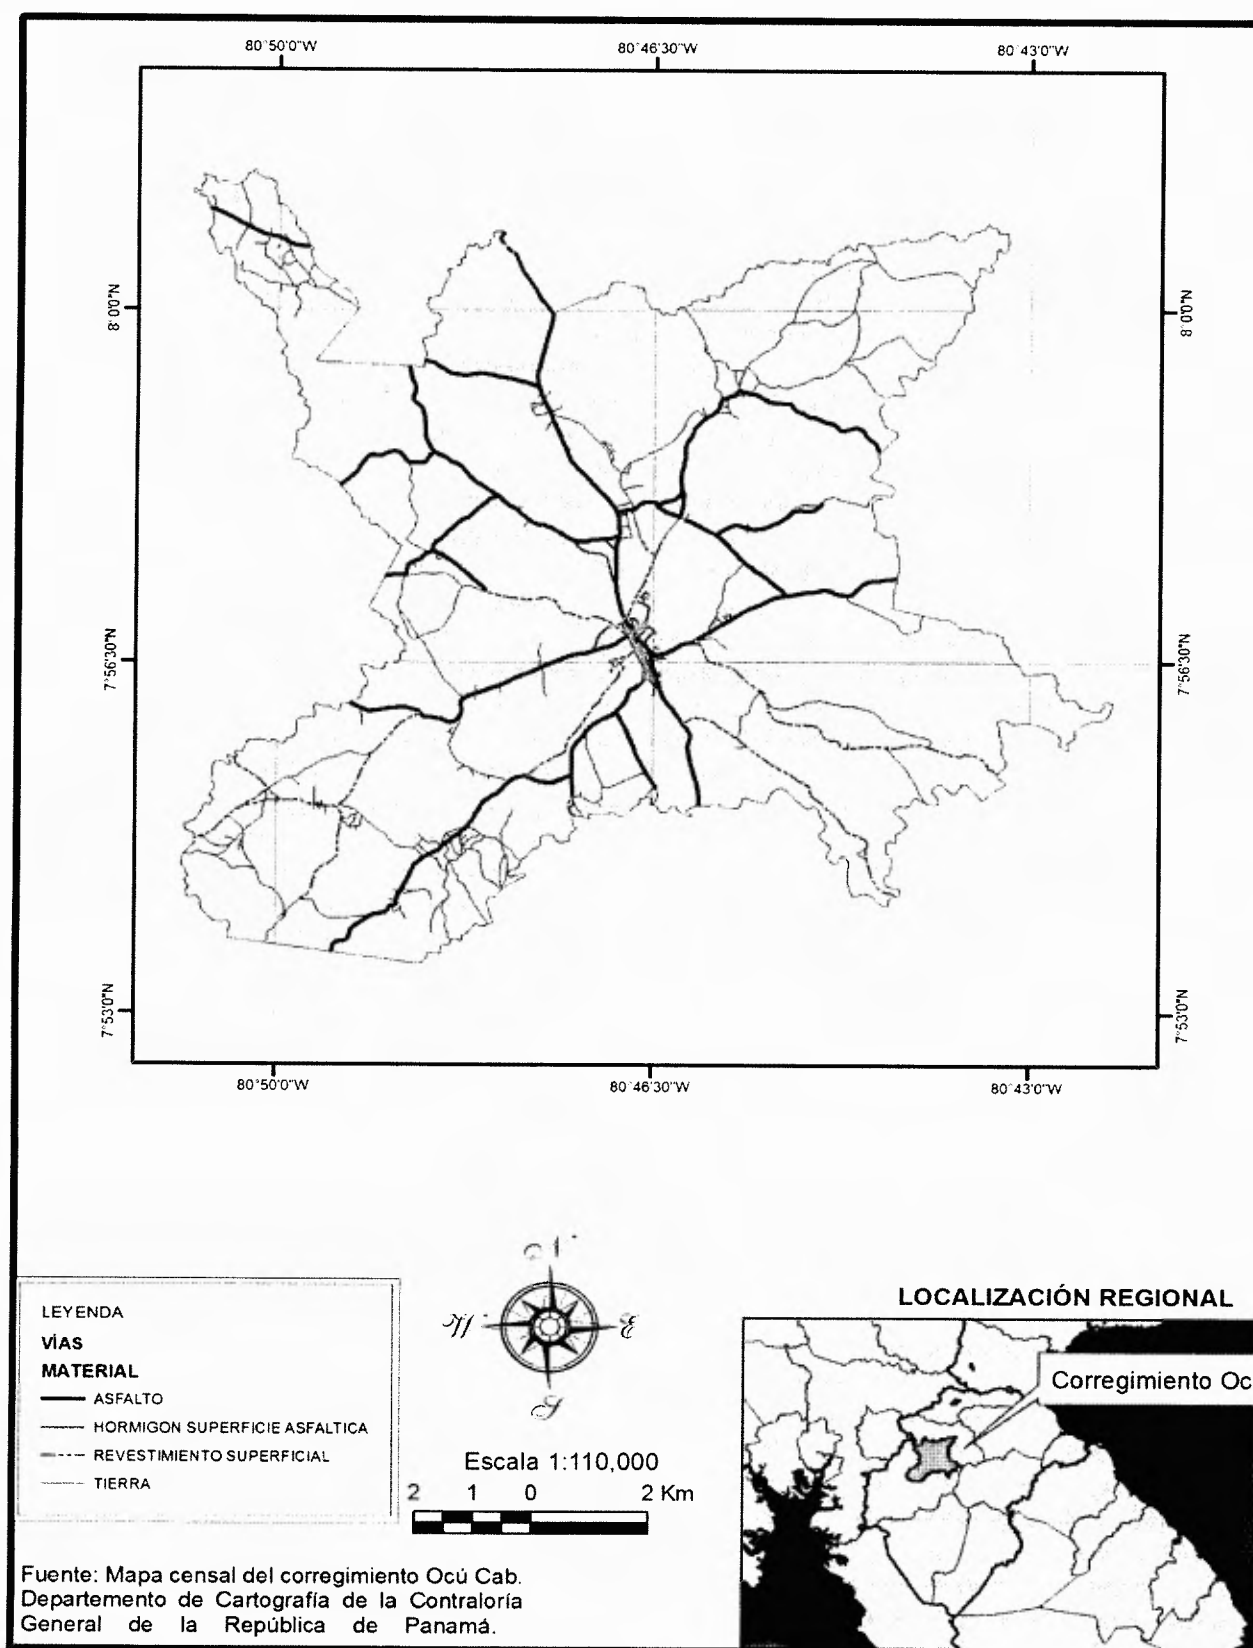 80°50'0"W 80°46'30"W 80°43'0"W
8°0'0"N 8°0'0"N
7°56'30"N 7°56'30"N
7°53'0"N 7°53'0"N
80°50'0"W 80°46'30"W 80°43'0"W
LEYENDA
VÍAS
MATERIAL
ASFALTO
HORMIGON SUPERFICIE ASFALTICA
REVESTIMIENTO SUPERFICIAL
TIERRA
E
S
Escala 1:110,000
2 1 0 2 Km
Fuente: Mapa censal del corregimiento Ocú Cab.
Departemento de Cartografía de la Contraloría
General de la República de Panamá.
LOCALIZACIÓN REGIONAL
Corregimiento Oc